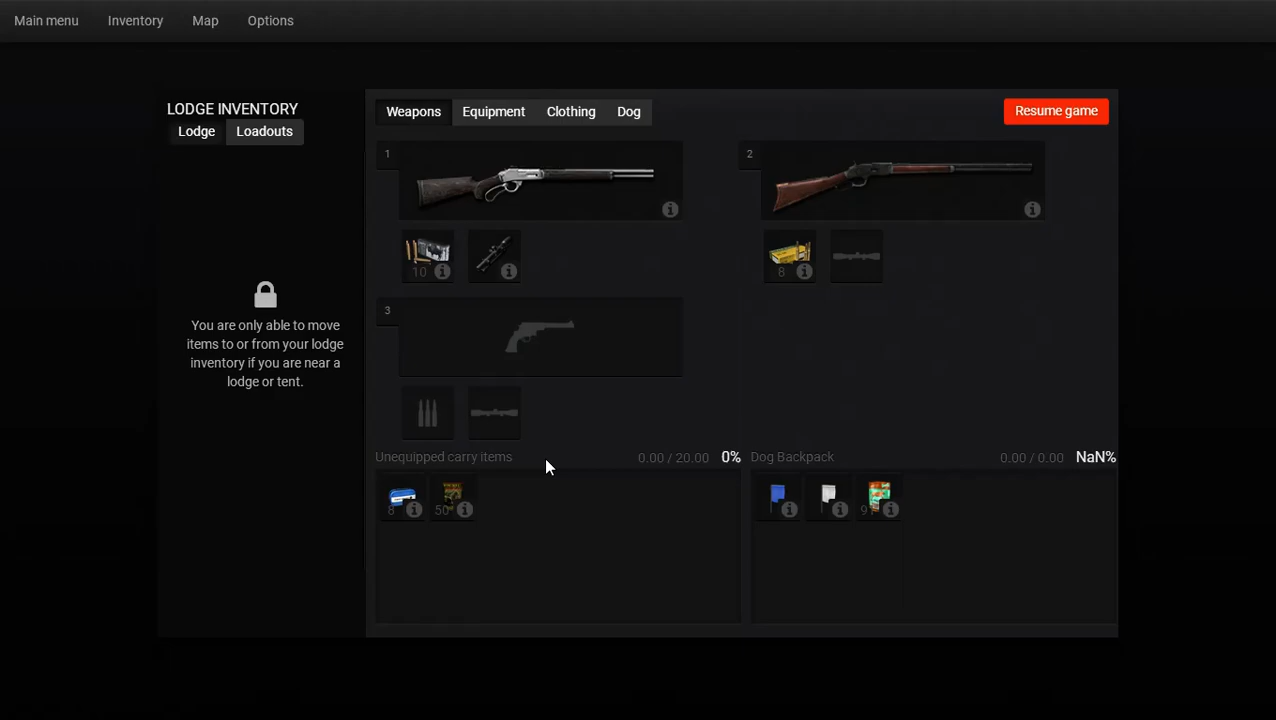 Main menu Inventory Map Options
LODGE INVENTORY
Lodge Loadouts
You are only able to move
items to or from your lodge
inventory if you are near a
lodge or tent.
Weapons Equipment Clothing Dog
Resume game
1
2
10
8
3
Unequipped carry items 0.00 / 20.00 0%
Dog Backpack 0.00 / 0.00 NaN%
8 50